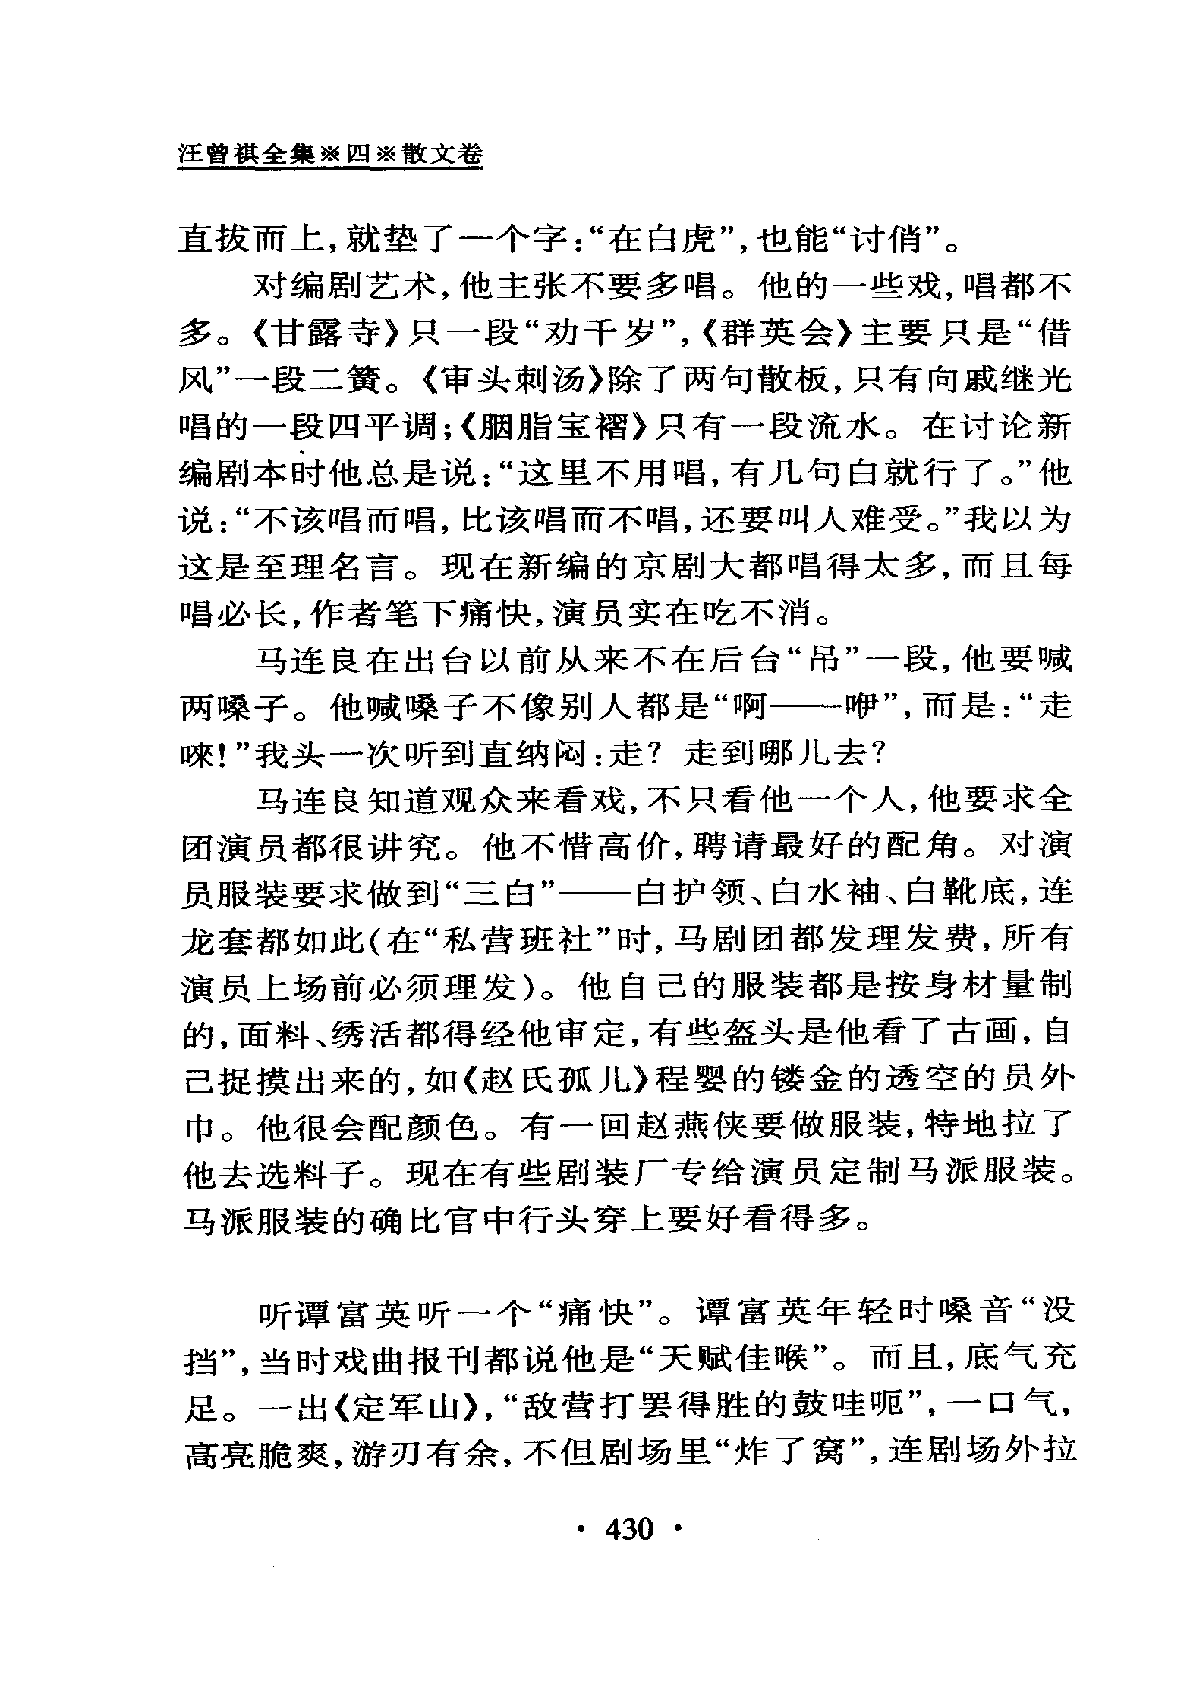 汪曾祺全集※四※散文卷
直拔而上,就垫了一个字:“在白虎”,也能“讨俏”。
对编剧艺术,他主张不要多唱。他的一些戏,唱都不
多。《甘露寺》只一段“劝千岁”,《群英会》主要只是“借
风”一段二簧。《审头刺汤》除了两句散板,只有向戚继光
唱的一段四平调;《胭脂宝褶》只有一段流水。在讨论新
编剧本时他总是说:“这里不用唱,有几句白就行了。”他
说:“不该唱而唱,比该唱而不唱,还要叫人难受。”我以为
这是至理名言。现在新编的京剧大都唱得太多,而且每
唱必长,作者笔下痛快,演员实在吃不消。
马连良在出台以前从来不在后台“吊”一段,他要喊
两嗓子。他喊嗓子不像别人都是“啊——咿”,而是:“走
唻!”我头一次听到直纳闷:走?走到哪儿去?
马连良知道观众来看戏,不只看他一个人,他要求全
团演员都很讲究。他不惜高价,聘请最好的配角。对演
员服装要求做到“三白”——白护领、白水袖、白靴底,连
龙套都如此(在“私营班社”时,马剧团都发理发费,所有
演员上场前必须理发)。他自己的服装都是按身材量制
的,面料、绣活都得经他审定,有些盔头是他看了古画,自
己捉摸出来的,如《赵氏孤儿》程婴的镂金的透空的员外
巾。他很会配颜色。有一回赵燕侠要做服装,特地拉了
他去选料子。现在有些剧装厂专给演员定制马派服装。
马派服装的确比官中行头穿上要好看得多。
听谭富英听一个“痛快”。谭富英年轻时嗓音“没
挡”,当时戏曲报刊都说他是“天赋佳喉”。而且,底气充
足。一出《定军山》,“敌营打罢得胜的鼓哇呃”,一口气,
高亮脆爽,游刃有余,不但剧场里“炸了窝”,连剧场外拉
· 430 ·